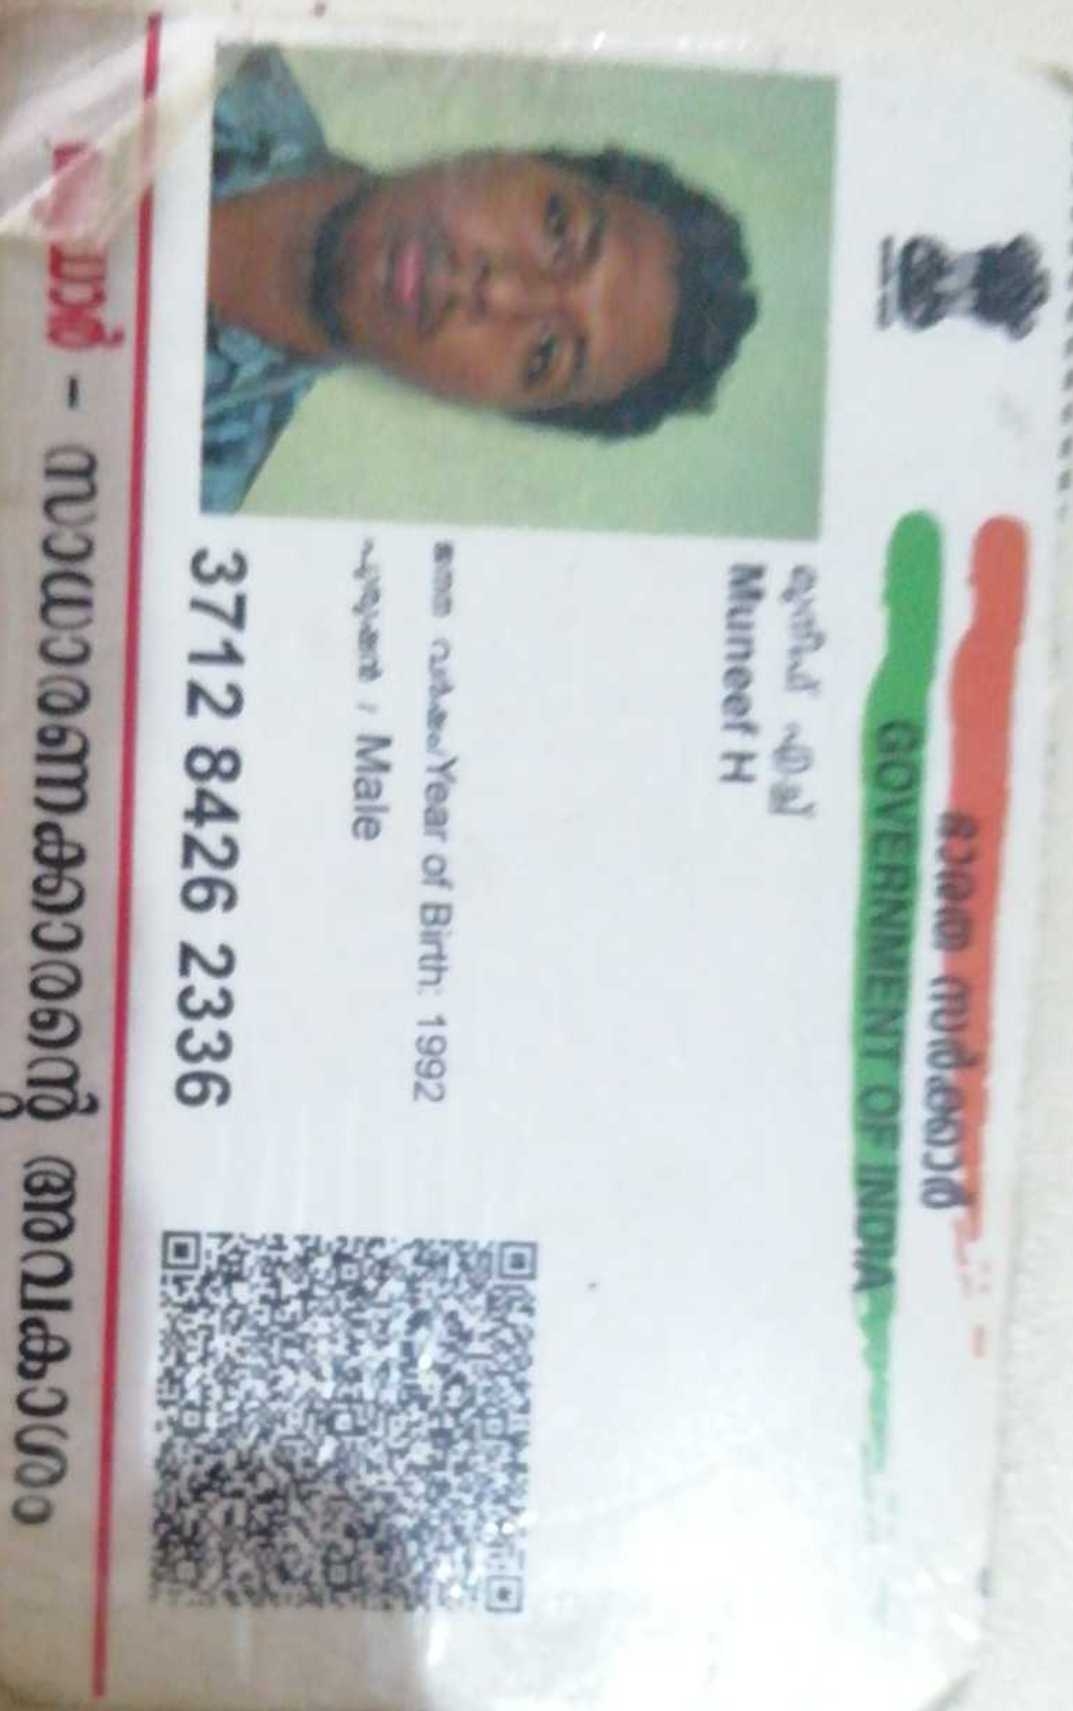 ഭാരത സർക്കാർ
GOVERNMENT OF INDIA
മുനീഫ് എച്ച്
Muneef H
ജനന വർഷം/Year of Birth: 1992
പുരുഷൻ / Male
3712 8426 2336
- സാധാരണക്കാരന്റെ അവകാശം